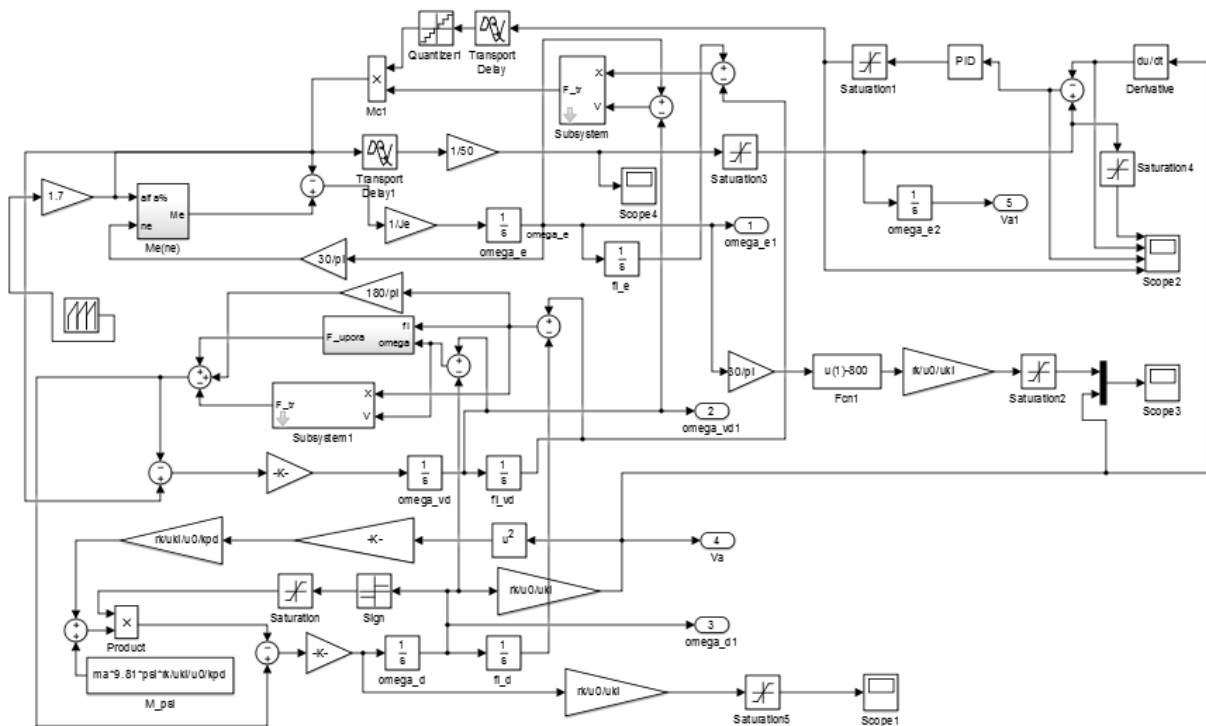 Quantizer1
Transport
Delay
×
Mc1
X
F_tr
V
Subsystem
+
−
+
−
Saturation1
PID
−
+
du/dt
Derivative
1.7
alfa%
Me
ne
Me(ne)
Transport
Delay1
1/50
−
+
Scope4
Saturation3
Saturation4
1/Je
1
s
omega_e
omega_e
1
s
fi_e
1
omega_e1
1
s
omega_e2
5
Va1
Scope2
30/pi
180/pi
fi
F_upora
omega
+
−
+
−
+
+
−
X
F_tr
V
Subsystem1
30/pi
u(1)-800
Fcn1
rk/u0/ukl
Saturation2
Scope3
2
omega_vd1
−
+
-K-
1
s
omega_vd
1
s
fi_vd
rk/ukl/u0/kpd
-K-
u2
4
Va
Saturation
Sign
rk/u0/ukl
+
+
×
Product
−
+
-K-
1
s
omega_d
1
s
fi_d
3
omega_d1
ma*9.81*psi*rk/ukl/u0/kpd
M_psi
rk/u0/ukl
Saturation5
Scope1